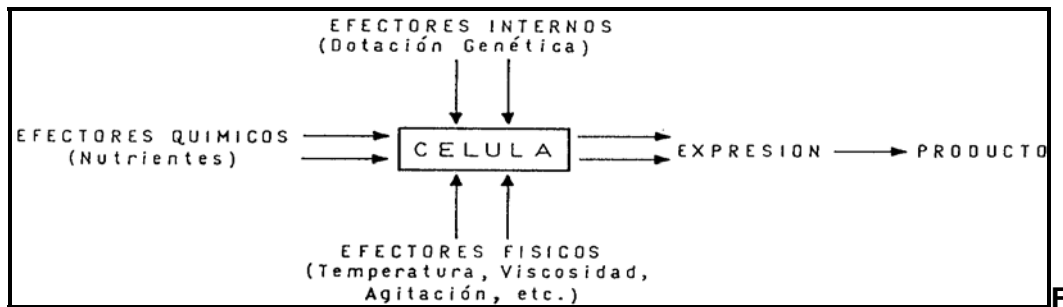 EFECTORES INTERNOS
(Dotación Genética)
EFECTORES QUIMICOS
(Nutrientes)
CELULA
EXPRESION
PRODUCTO
EFECTORES FISICOS
(Temperatura, Viscosidad,
Agitación, etc.)